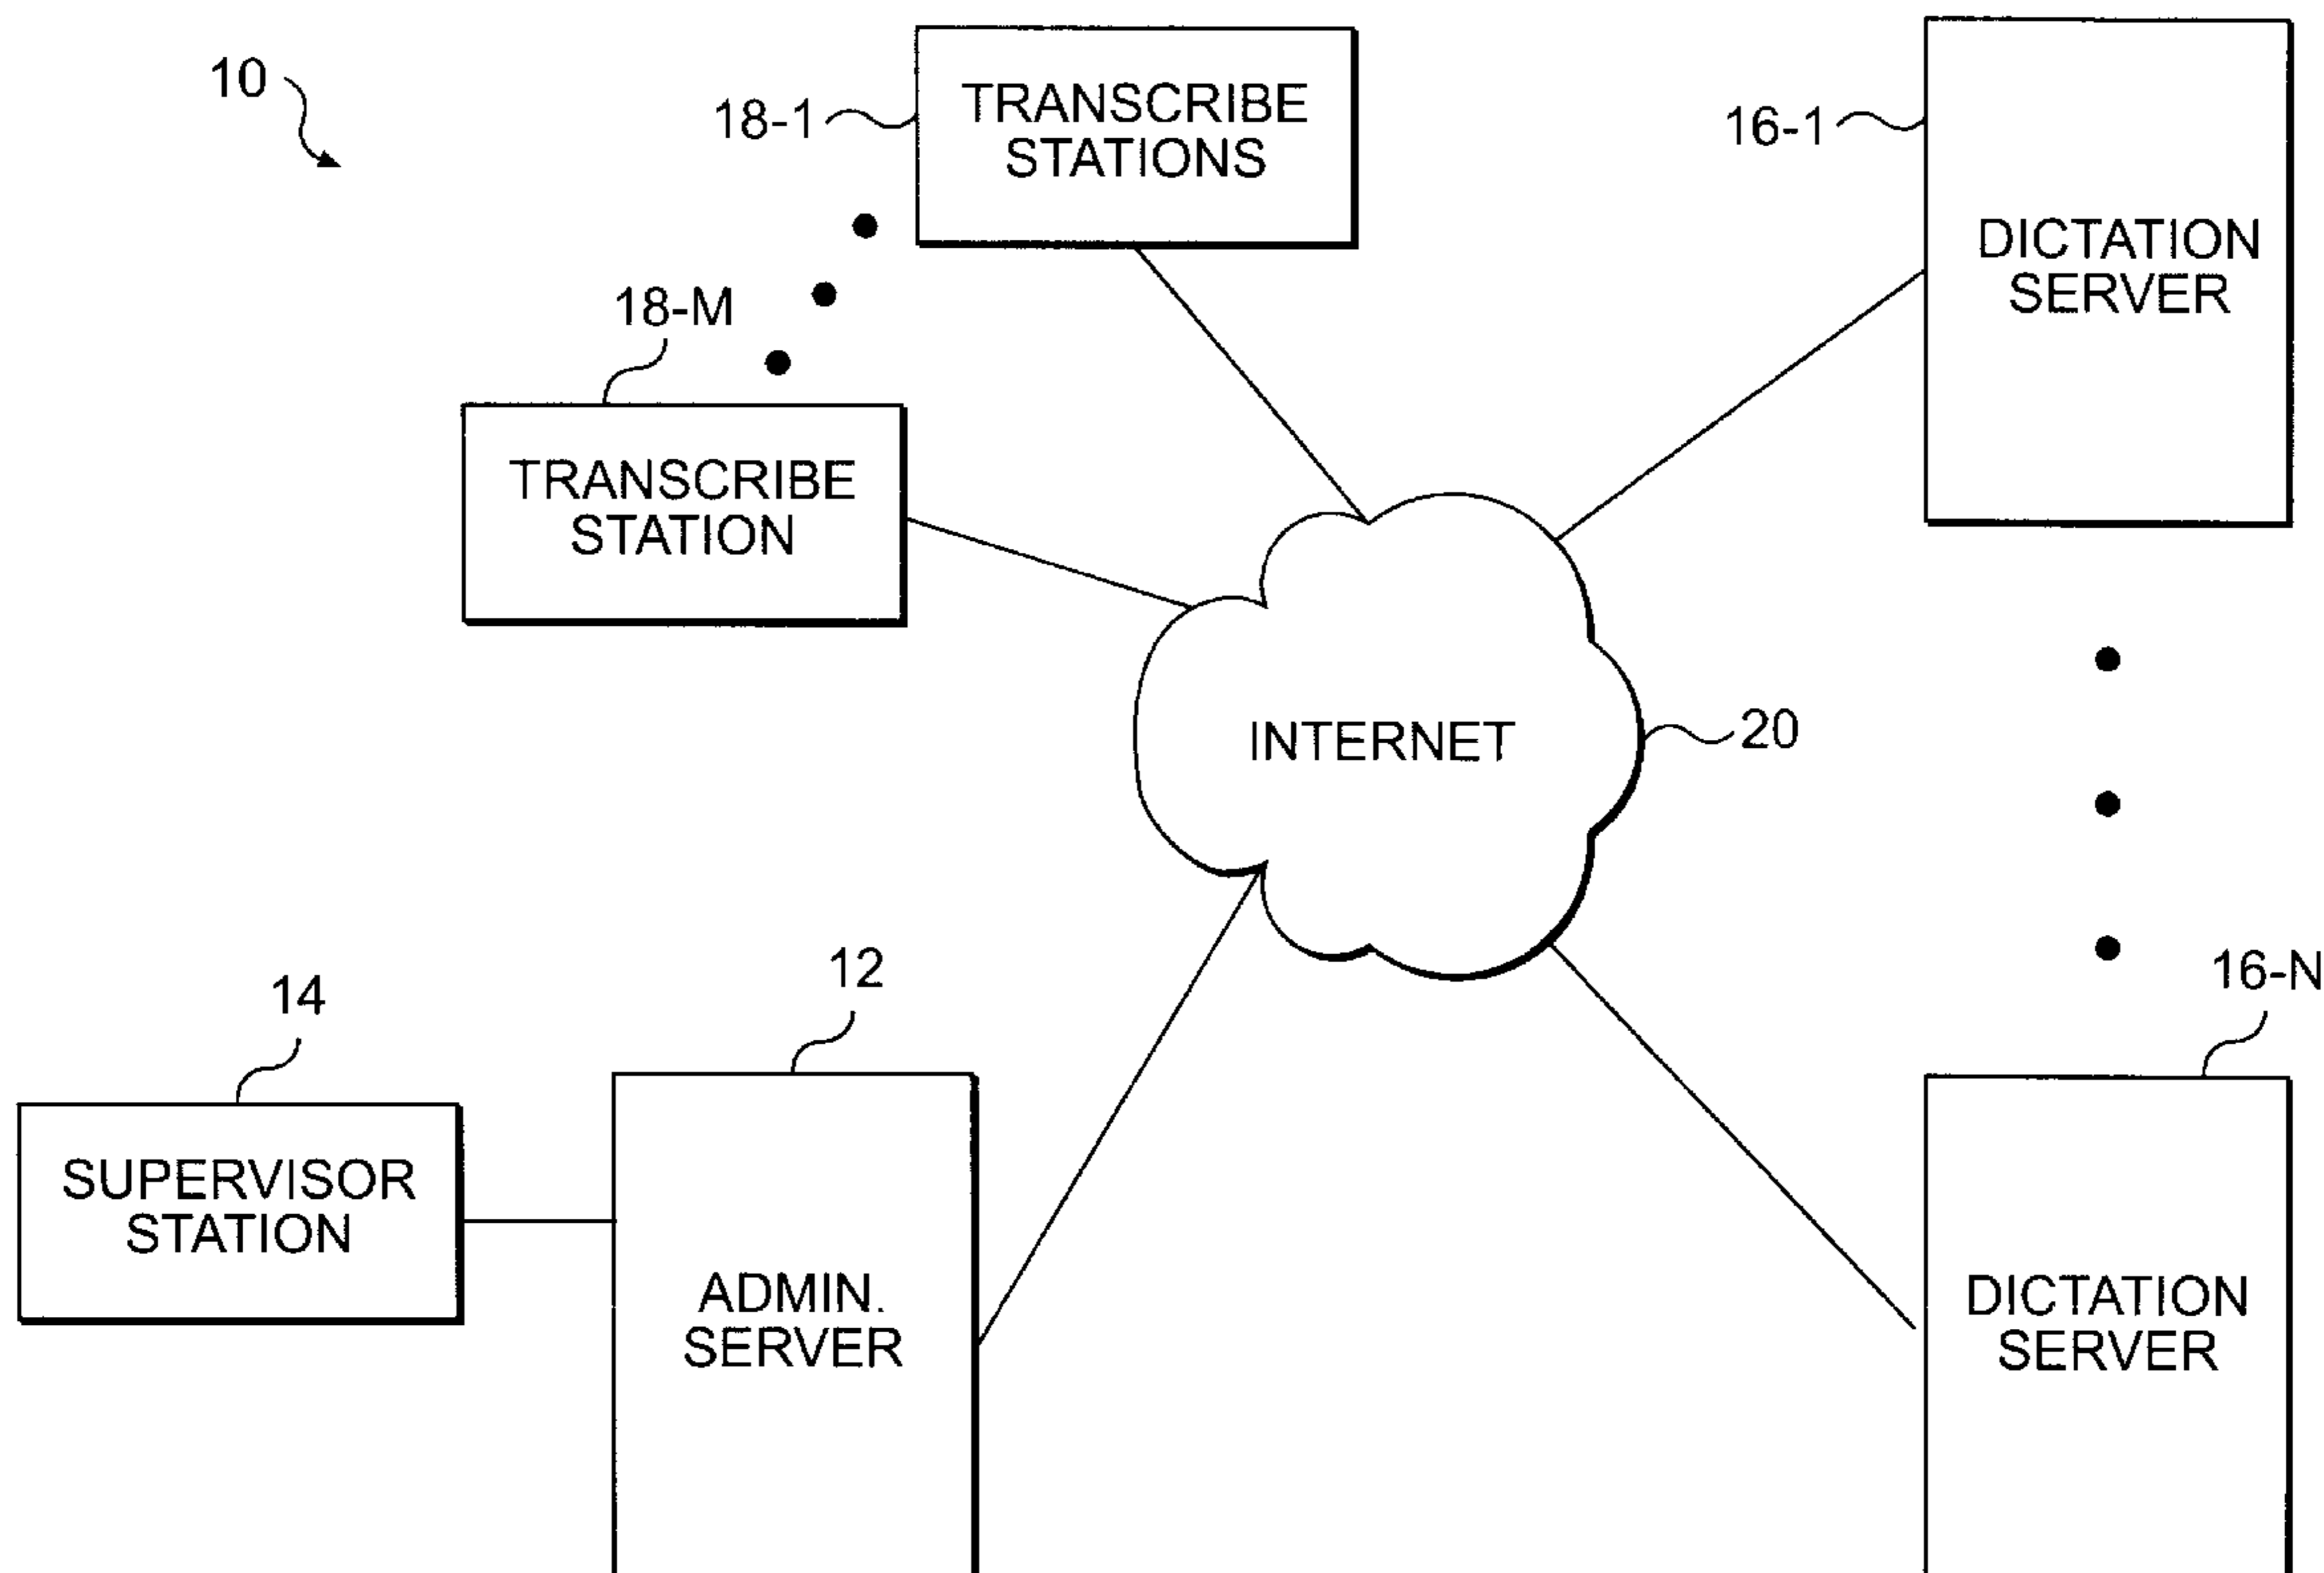 10
18-1
TRANSCRIBE
STATIONS
16-1
DICTATION
SERVER
18-M
TRANSCRIBE
STATION
INTERNET
20
14
SUPERVISOR
STATION
12
ADMIN.
SERVER
16-N
DICTATION
SERVER